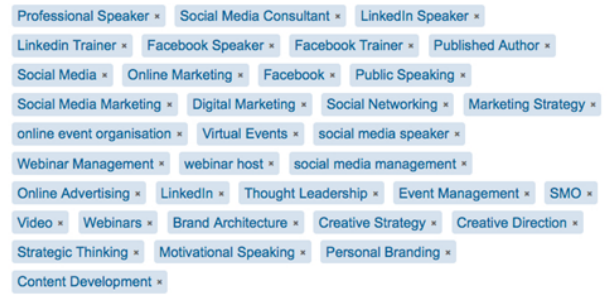 Professional Speaker × Social Media Consultant × LinkedIn Speaker ×
Linkedin Trainer × Facebook Speaker × Facebook Trainer × Published Author ×
Social Media × Online Marketing × Facebook × Public Speaking ×
Social Media Marketing × Digital Marketing × Social Networking × Marketing Strategy ×
online event organisation × Virtual Events × social media speaker ×
Webinar Management × webinar host × social media management ×
Online Advertising × LinkedIn × Thought Leadership × Event Management × SMO ×
Video × Webinars × Brand Architecture × Creative Strategy × Creative Direction ×
Strategic Thinking × Motivational Speaking × Personal Branding ×
Content Development ×